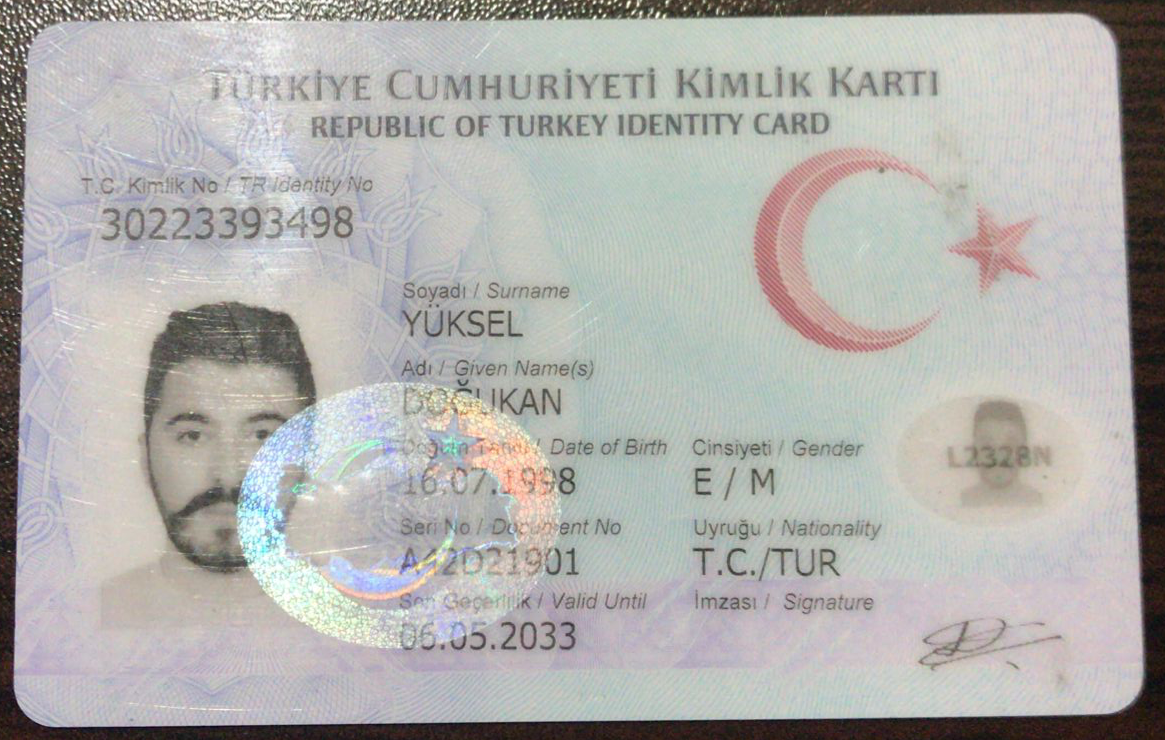 TÜRKİYE CUMHURİYETİ KİMLİK KARTI
REPUBLIC OF TURKEY IDENTITY CARD
T.C. Kimlik No / TR Identity No
30223393498
Soyadı / Surname
YÜKSEL
Adı / Given Name(s)
DOĞUKAN
Doğum Tarihi / Date of Birth
16.07.1998
Cinsiyeti / Gender
E / M
L2328N
Seri No / Document No
A42D21901
Uyruğu / Nationality
T.C./TUR
Son Geçerlilik / Valid Until
06.05.2033
İmzası / Signature